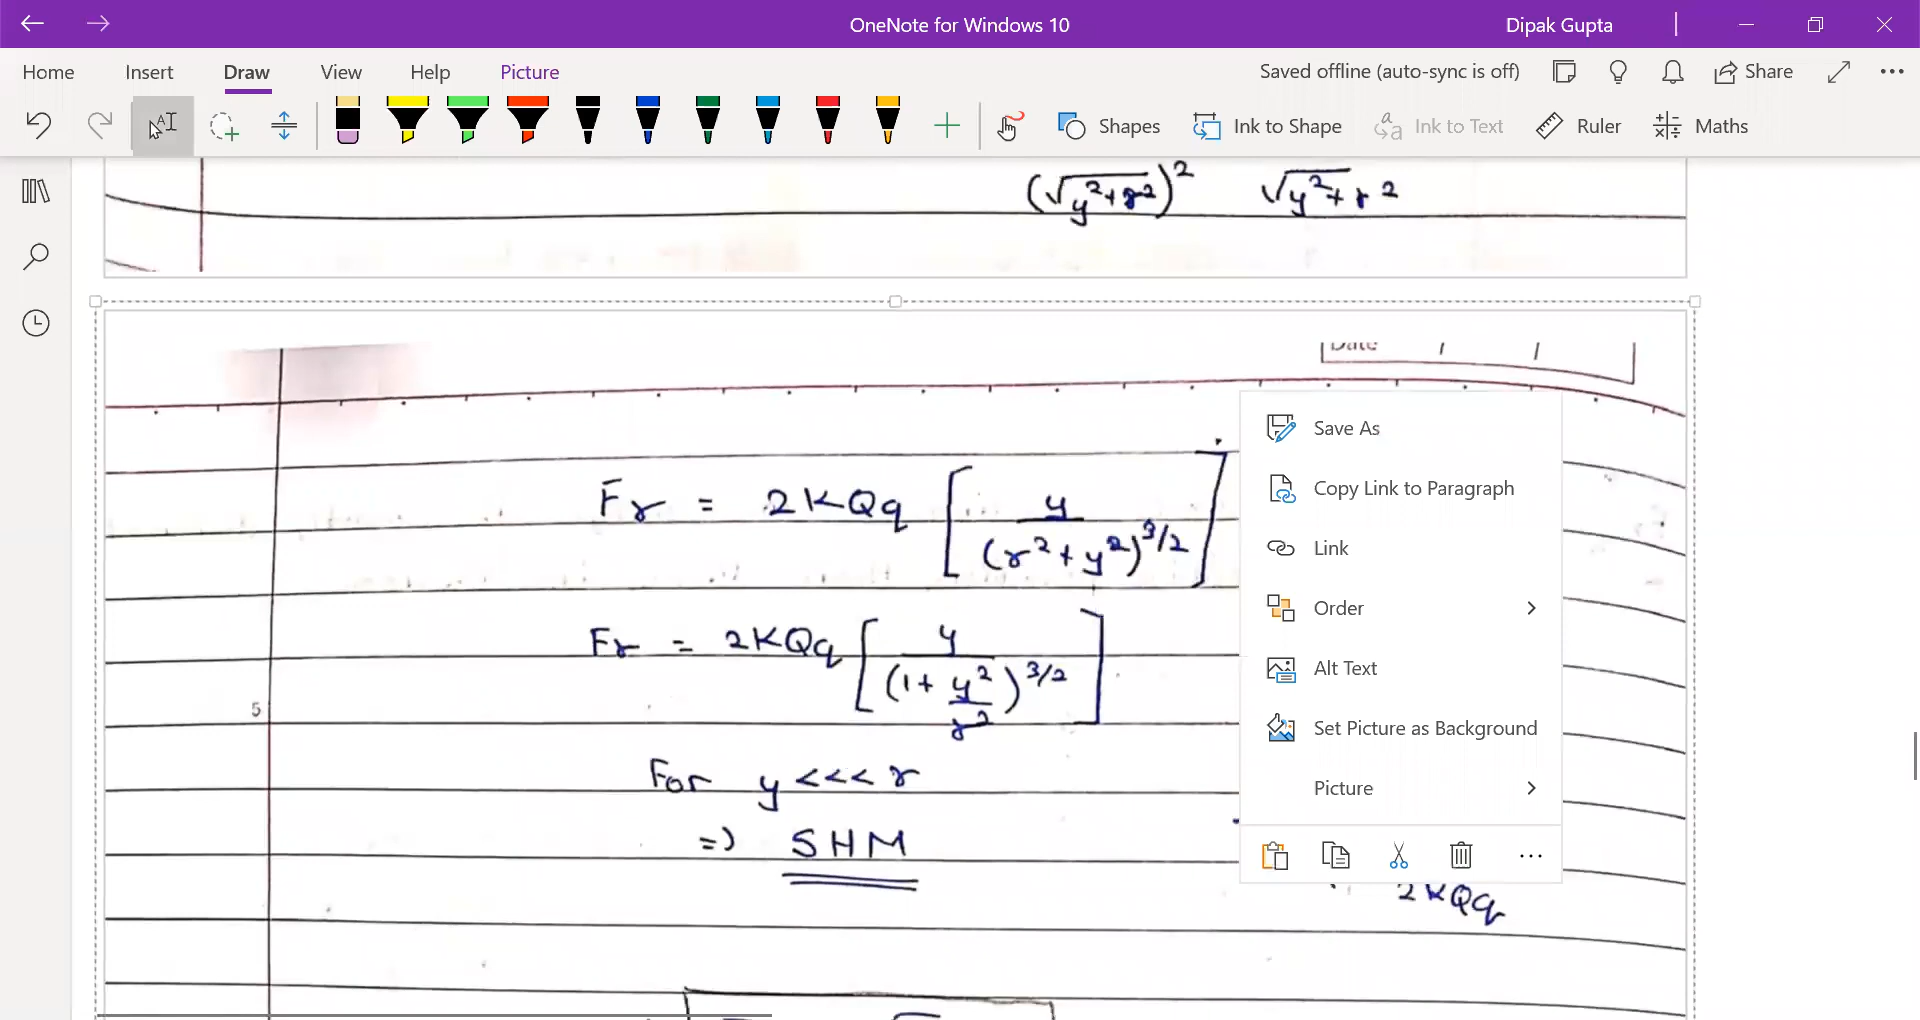 OneNote for Windows 10
Dipak Gupta
Home Insert Draw View Help Picture
Saved offline (auto-sync is off) Share
Shapes Ink to Shape Ink to Text Ruler Maths
(√y²+r²)² √y²+r²
Date / /
Fr = 2KQq [ y / (r²+y²)^3/2 ]
Fr = 2KQq [ y / (1+ y²/r²)^3/2 ]
5
For y <<< r
=) SHM
2KQq
Save As
Copy Link to Paragraph
Link
Order
Alt Text
Set Picture as Background
Picture